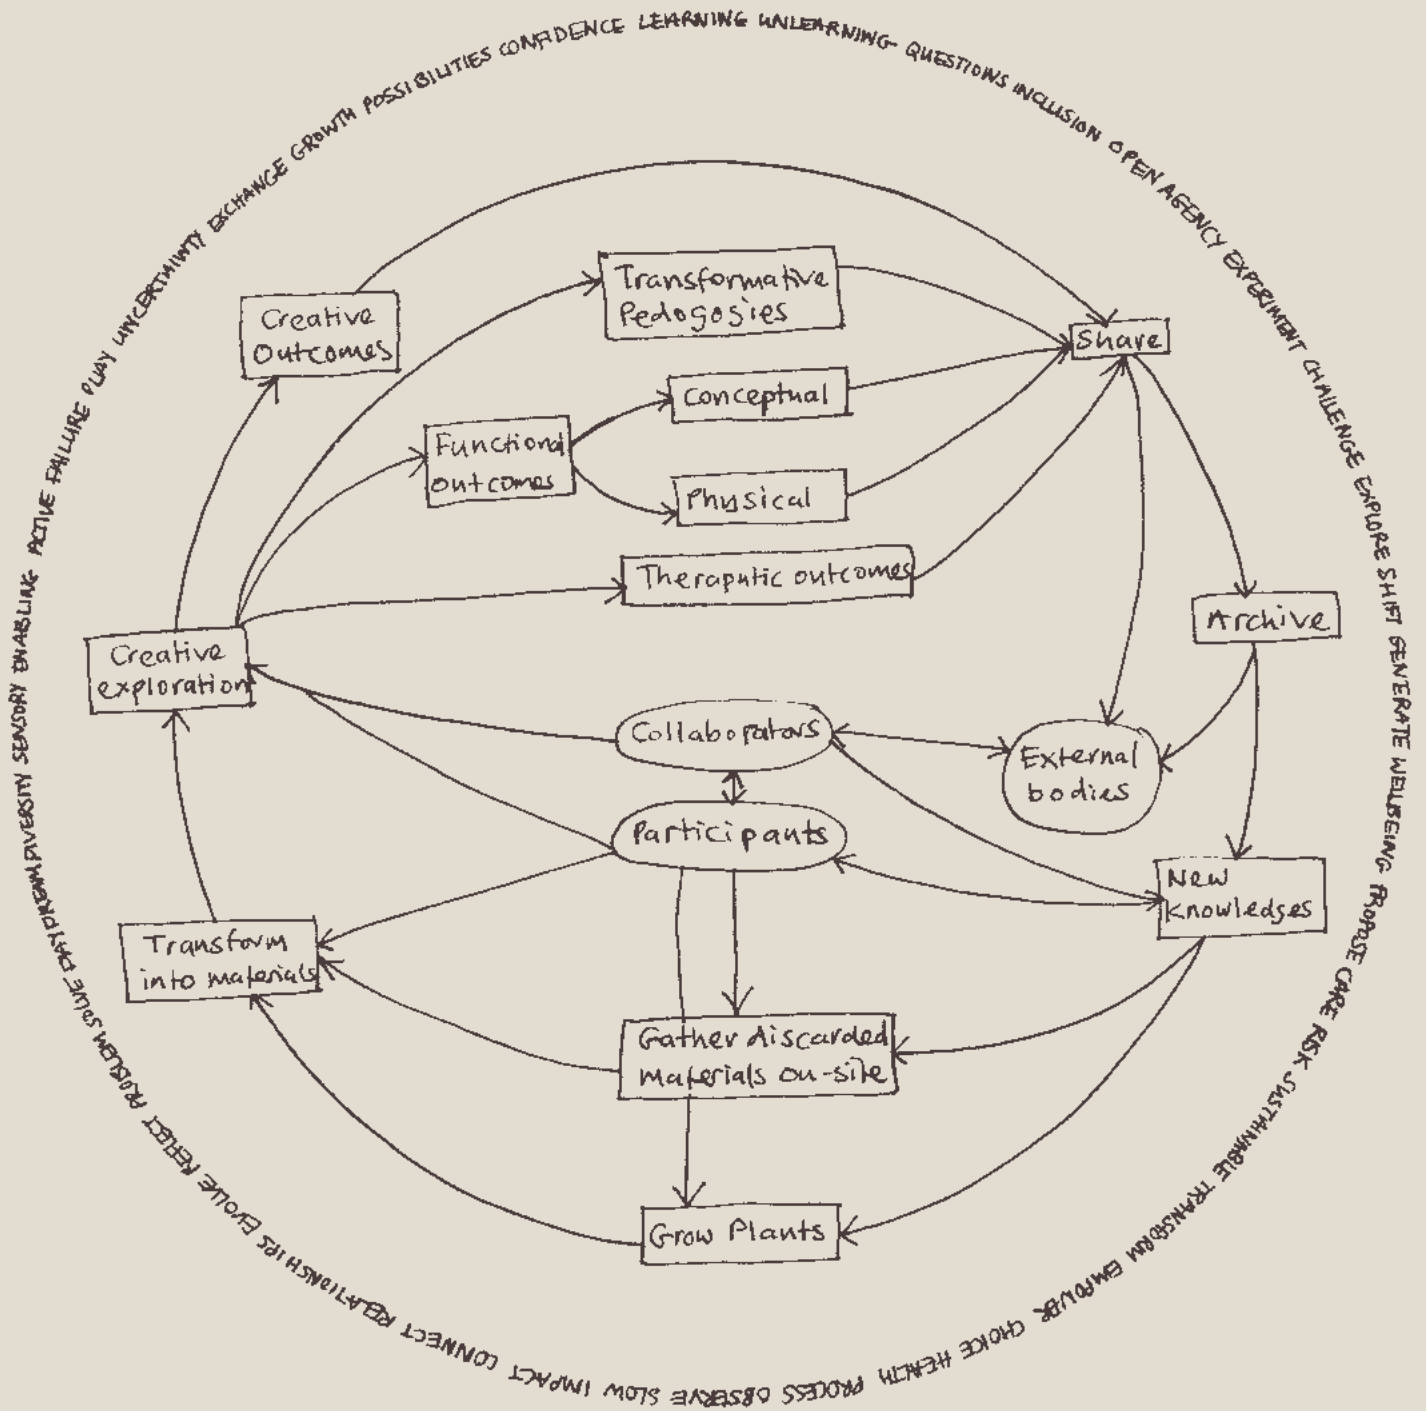 CONFIDENCE LEARNING UNLEARNING QUESTIONS INCLUSION OPEN AGENCY EXPERIMENT CHALLENGE EXPLORE SHIFT GENERATE WELLBEING PROPOSE CARE RISK SUSTAINABLE TRANSFORM EMPOWER CHOICE HEALTH PROCESS OBSERVE SLOW IMPACT CONNECT RELATIONSHIPS EVOLVE REFLECT PROBLEM SOLVE DAYDREAM DIVERSITY SENSORY ENABLING ACTIVE FAILURE PLAY UNCERTAINTY EXCHANGE GROWTH POSSIBILITIES
Creative
Outcomes
Transformative
Pedogogies
Share
Conceptual
Functional
outcomes
Physical
Theraputic outcomes
Archive
Creative
exploration
Collaborators
External
bodies
Participants
New
knowledges
Transform
into materials
Gather discarded
Materials on-site
Grow Plants